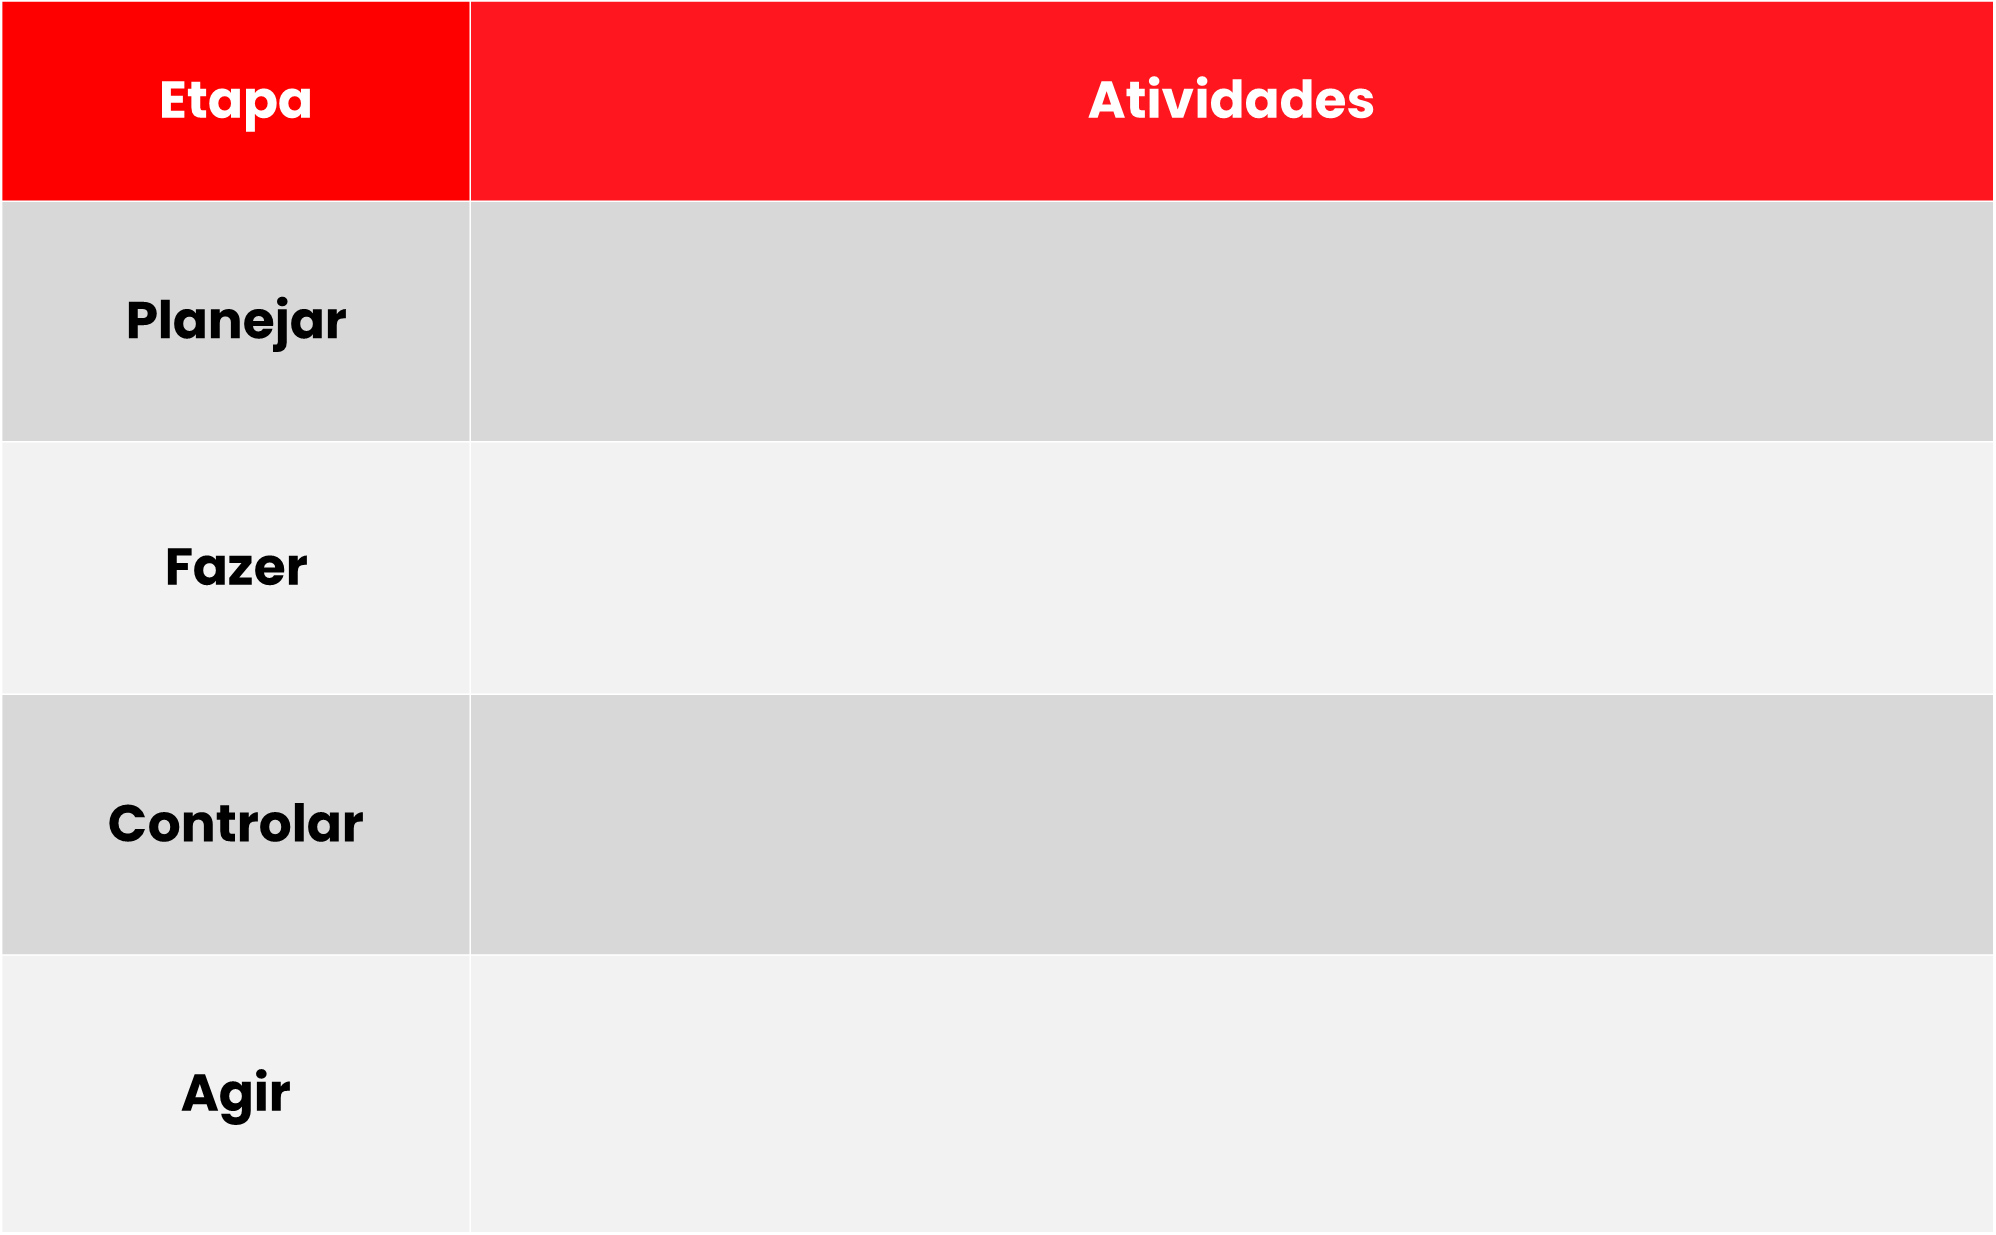 Etapa
Atividades
Planejar
Fazer
Controlar
Agir